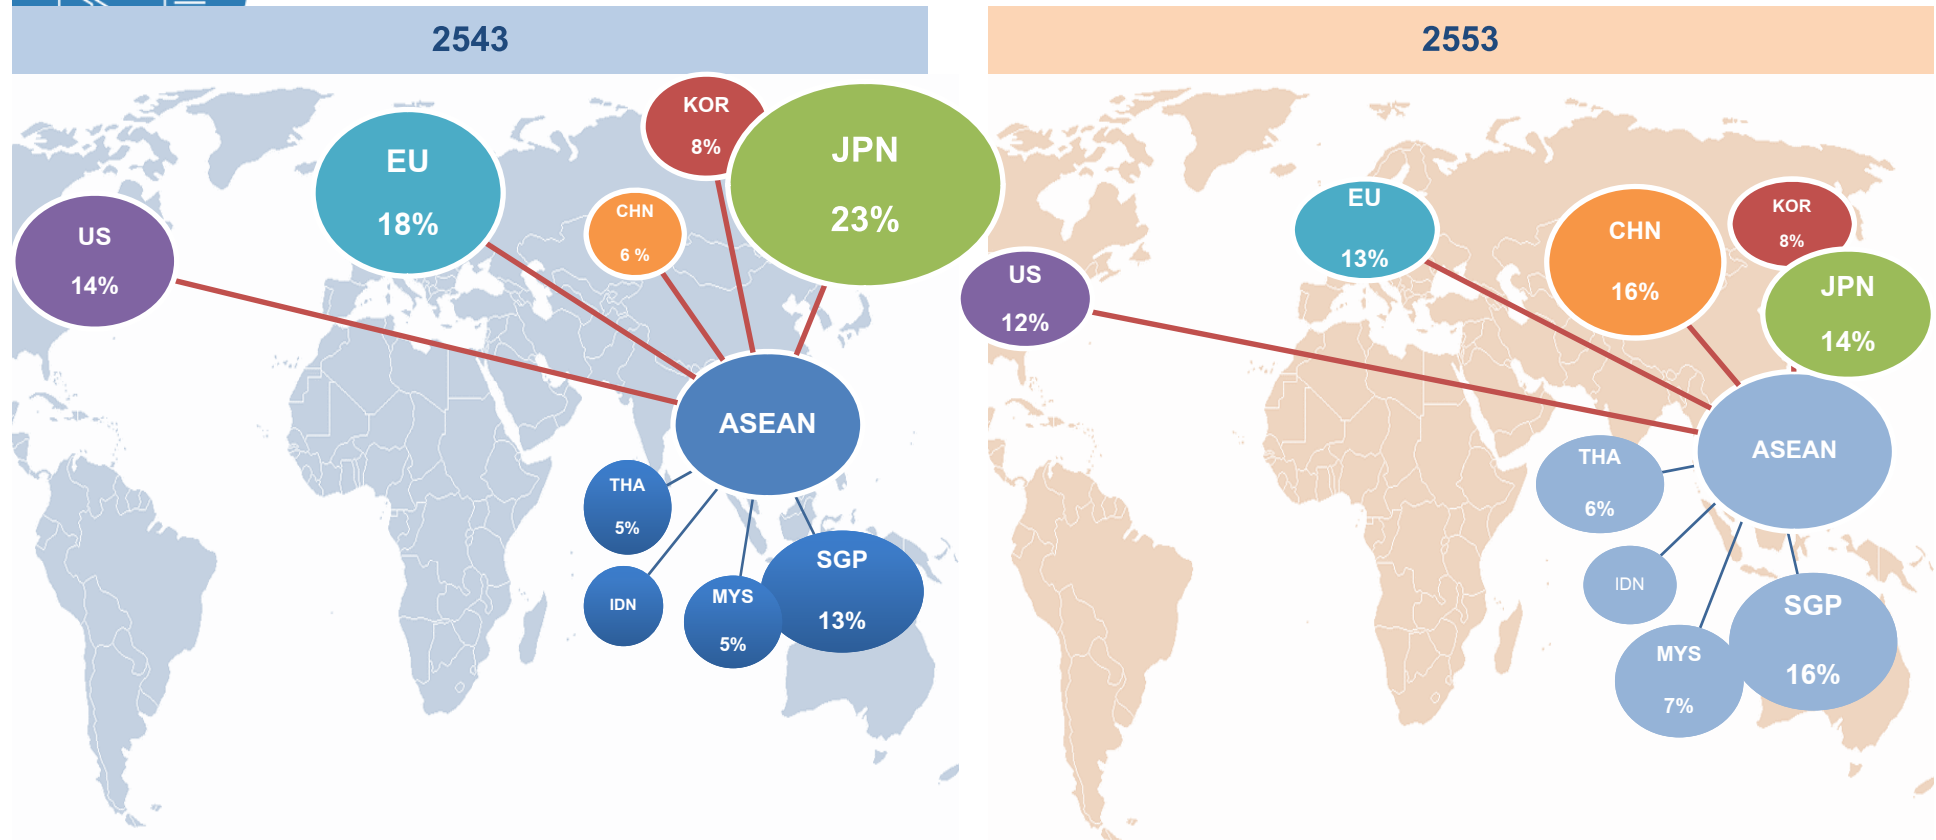 2543
KOR
8%
JPN
23%
EU
18%
CHN
6 %
US
14%
ASEAN
THA
5%
SGP
13%
IDN
MYS
5%
2553
EU
13%
KOR
8%
CHN
16%
US
12%
JPN
14%
ASEAN
THA
6%
IDN
SGP
16%
MYS
7%